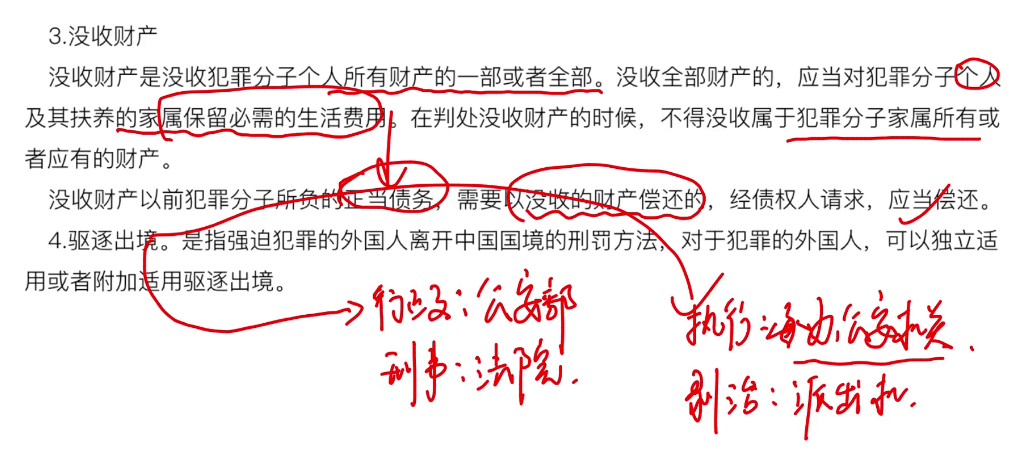 3.没收财产
没收财产是没收犯罪分子个人所有财产的一部或者全部。没收全部财产的，应当对犯罪分子个人
及其扶养的家属保留必需的生活费用。在判处没收财产的时候，不得没收属于犯罪分子家属所有或
者应有的财产。
没收财产以前犯罪分子所负的正当债务，需要以没收的财产偿还的，经债权人请求，应当偿还。
4.驱逐出境。是指强迫犯罪的外国人离开中国国境的刑罚方法，对于犯罪的外国人，可以独立适
用或者附加适用驱逐出境。
行政：公安部
刑事：法院.
执行：办公安机关.
剥治：派出机.